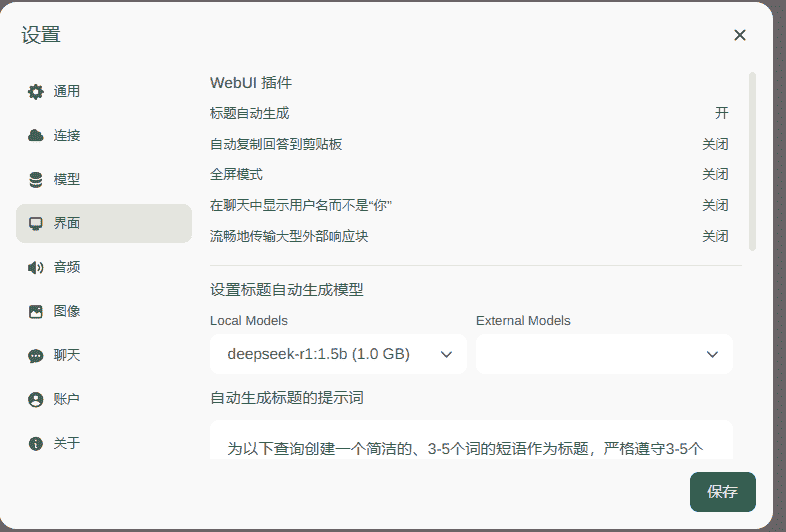 设置
通用
连接
模型
界面
音频
图像
聊天
账户
关于
WebUI 插件
标题自动生成 开
自动复制回答到剪贴板 关闭
全屏模式 关闭
在聊天中显示用户名而不是“你” 关闭
流畅地传输大型外部响应块 关闭
设置标题自动生成模型
Local Models External Models
deepseek-r1:1.5b (1.0 GB)
自动生成标题的提示词
为以下查询创建一个简洁的、3-5个词的短语作为标题，严格遵守3-5个
保存